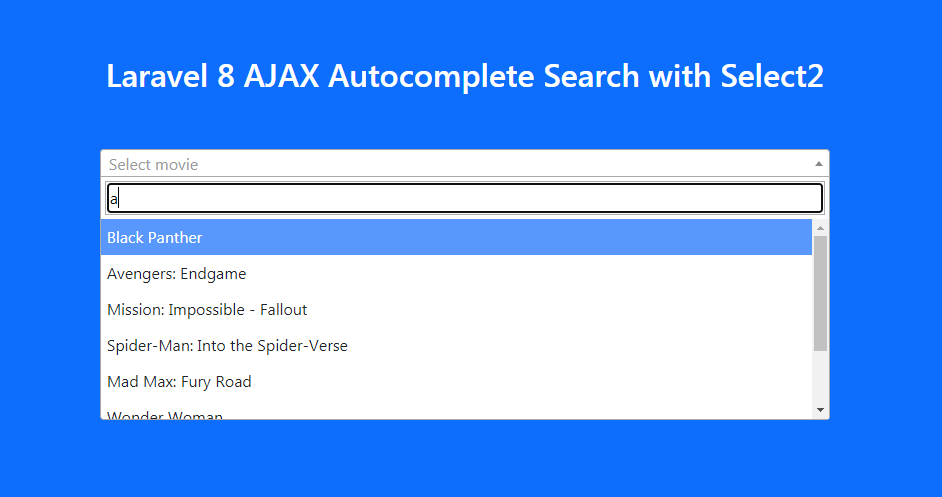 Laravel 8 AJAX Autocomplete Search with Select2
Select movie
a
Black Panther
Avengers: Endgame
Mission: Impossible - Fallout
Spider-Man: Into the Spider-Verse
Mad Max: Fury Road
Wonder Woman